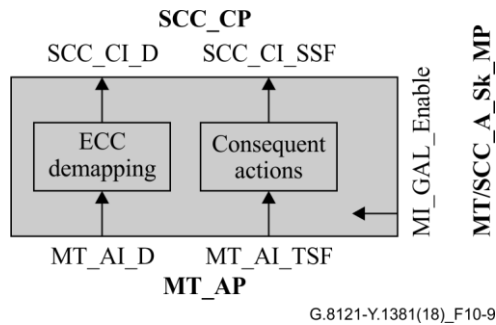 SCC_CP
SCC_CI_D SCC_CI_SSF
ECC
demapping
Consequent
actions
MI_GAL_Enable
MT/SCC_A_Sk_MP
MT_AI_D MT_AI_TSF
MT_AP
G.8121-Y.1381(18)_F10-9